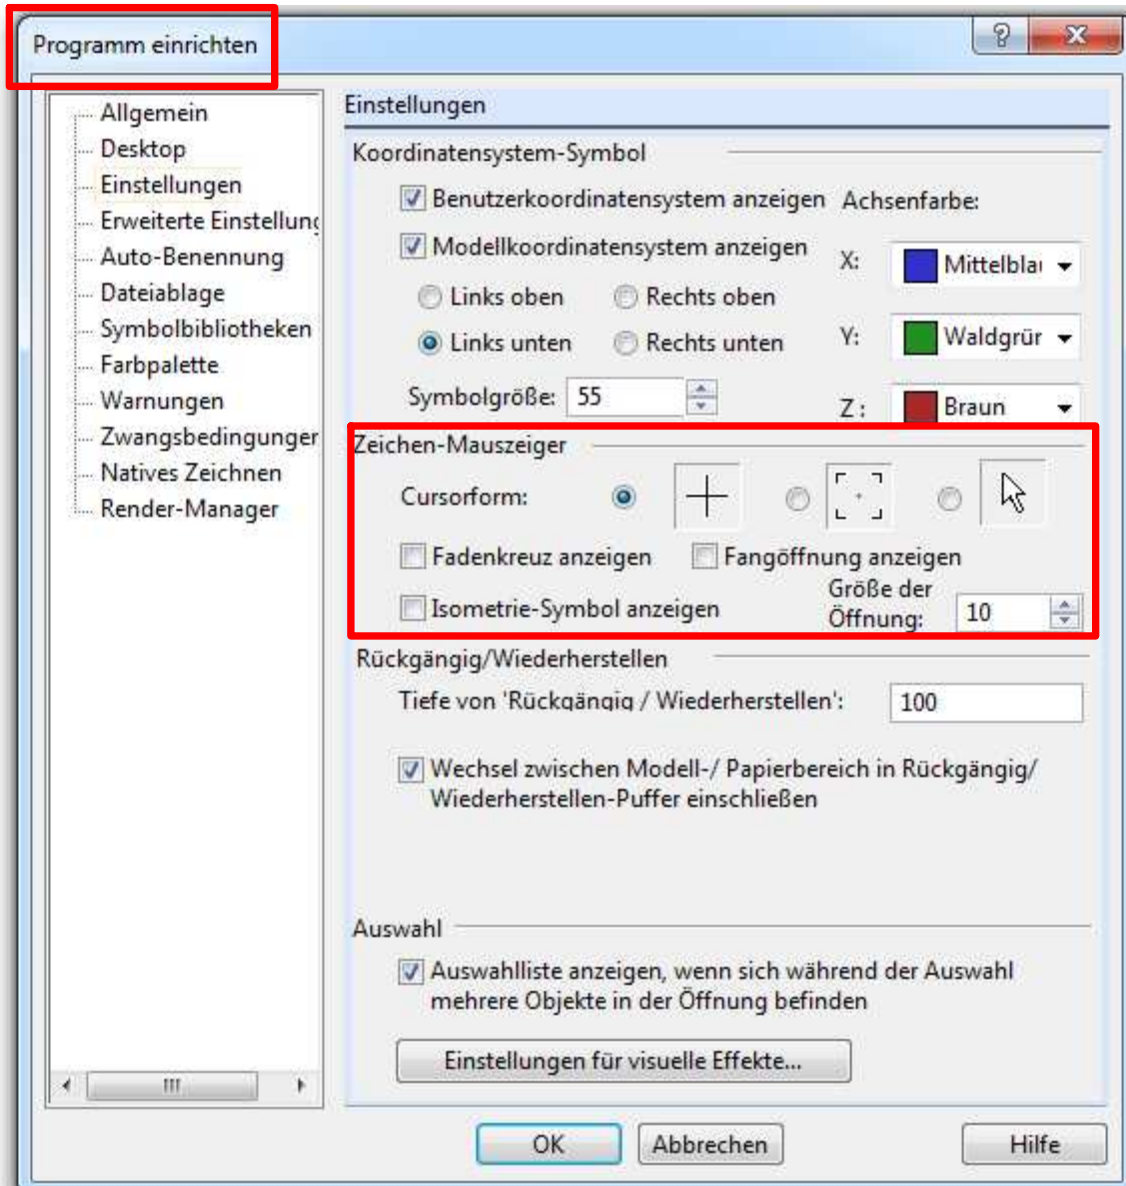 Programm einrichten
Allgemein
Desktop
Einstellungen
Erweiterte Einstellung
Auto-Benennung
Dateiablage
Symbolbibliotheken
Farbpalette
Warnungen
Zwangsbedingunger
Natives Zeichnen
Render-Manager
Einstellungen
Koordinatensystem-Symbol
Benutzerkoordinatensystem anzeigen Achsenfarbe:
Modellkoordinatensystem anzeigen
X: Mittelblau
Links oben Rechts oben
Links unten Rechts unten
Y: Waldgrür
Symbolgröße: 55
Z : Braun
Zeichen-Mauszeiger
Cursorform:
Fadenkreuz anzeigen Fangöffnung anzeigen
Isometrie-Symbol anzeigen
Größe der
Öffnung: 10
Rückgängig/Wiederherstellen
Tiefe von 'Rückgängig / Wiederherstellen': 100
Wechsel zwischen Modell-/ Papierbereich in Rückgängig/
Wiederherstellen-Puffer einschließen
Auswahl
Auswahlliste anzeigen, wenn sich während der Auswahl
mehrere Objekte in der Öffnung befinden
Einstellungen für visuelle Effekte...
OK Abbrechen Hilfe